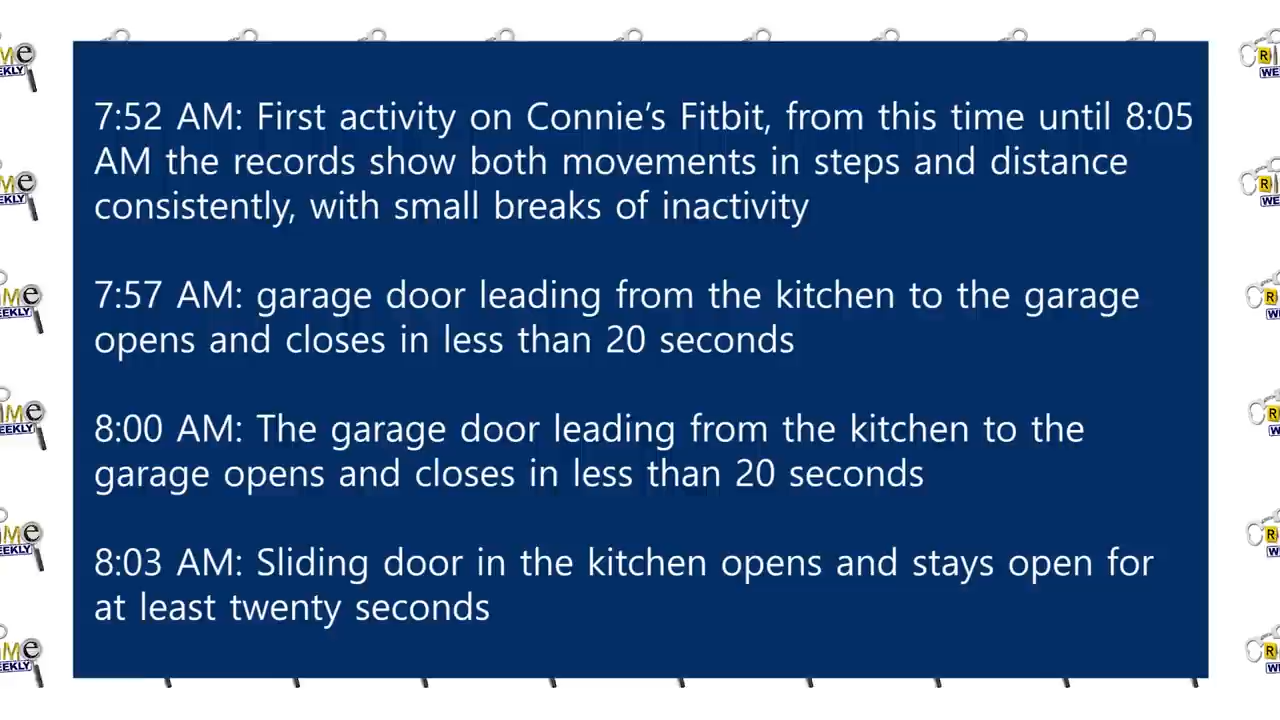 7:52 AM: First activity on Connie’s Fitbit, from this time until 8:05
AM the records show both movements in steps and distance
consistently, with small breaks of inactivity
7:57 AM: garage door leading from the kitchen to the garage
opens and closes in less than 20 seconds
8:00 AM: The garage door leading from the kitchen to the
garage opens and closes in less than 20 seconds
8:03 AM: Sliding door in the kitchen opens and stays open for
at least twenty seconds